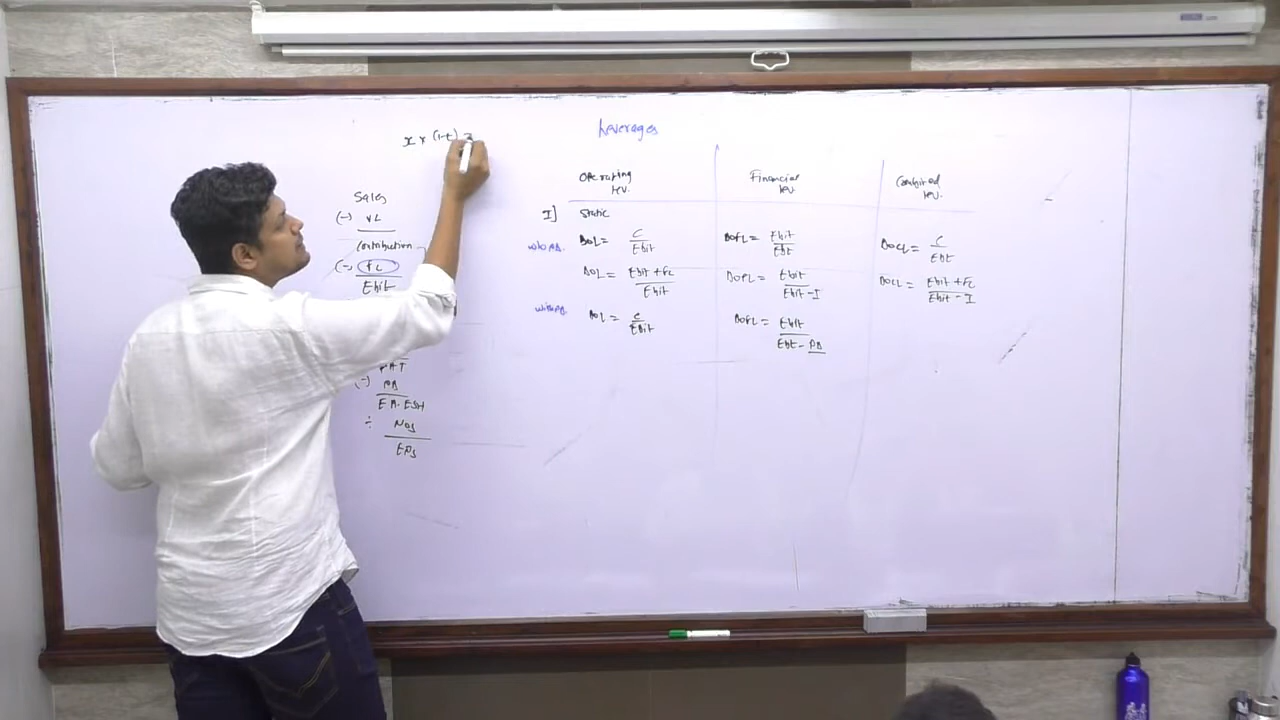 Leverages
x × (1-t) =
Sales
(-) VC
Contribution
(-) FC
Ebit
PAT
(-) PD
EA.ESH
÷ NOS
EPS
Operating Lev.
Financial Lev.
Combined Lev.
I] Static
w/o PD. DOL = C / Ebit
DOL = Ebit + FC / Ebit
with PD. DOL = C / Ebit
DOFL = Ebit / Ebt
DOFL = Ebit / Ebit - I
DOFL = Ebit / Ebt - PD
DOCL = C / Ebt
DOCL = Ebit + FC / Ebit - I